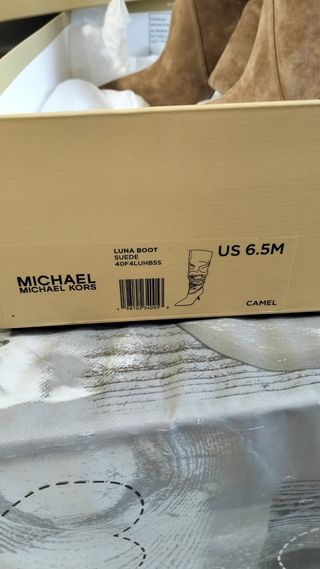 LUNA BOOT
SUEDE
40F4LUHB5S
US 6.5M
MICHAEL
MICHAEL KORS
CAMEL